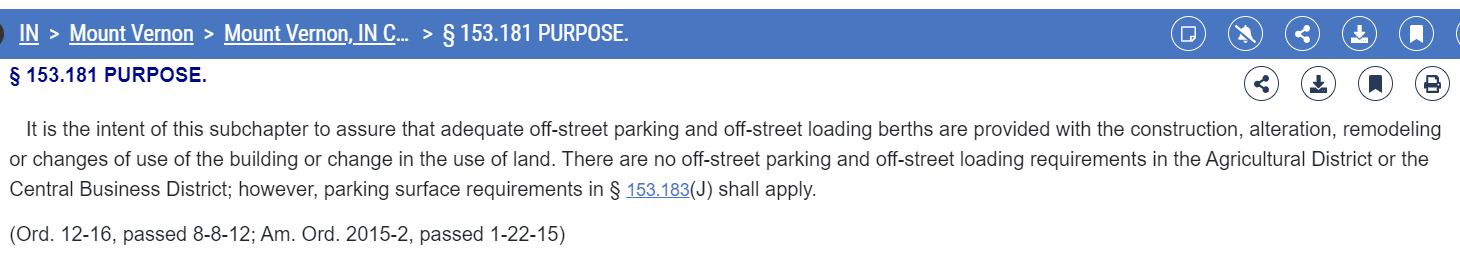 IN > Mount Vernon > Mount Vernon, IN C... > § 153.181 PURPOSE.
§ 153.181 PURPOSE.
It is the intent of this subchapter to assure that adequate off-street parking and off-street loading berths are provided with the construction, alteration, remodeling
or changes of use of the building or change in the use of land. There are no off-street parking and off-street loading requirements in the Agricultural District or the
Central Business District; however, parking surface requirements in § 153.183(J) shall apply.
(Ord. 12-16, passed 8-8-12; Am. Ord. 2015-2, passed 1-22-15)